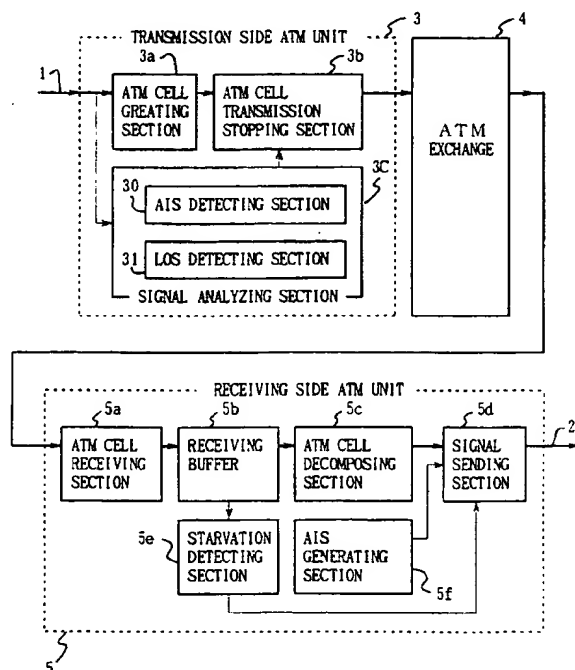 TRANSMISSION SIDE ATM UNIT
3
4
1
3a
3b
ATM CELL
GREATING
SECTION
ATM CELL
TRANSMISSION
STOPPING SECTION
ATM
EXCHANGE
3C
30
AIS DETECTING SECTION
31
LOS DETECTING SECTION
SIGNAL ANALYZING SECTION
RECEIVING SIDE ATM UNIT
5a
5b
5c
5d
2
ATM CELL
RECEIVING
SECTION
RECEIVING
BUFFER
ATM CELL
DECOMPOSING
SECTION
SIGNAL
SENDING
SECTION
5e
STARVATION
DETECTING
SECTION
AIS
GENERATING
SECTION
5f
5